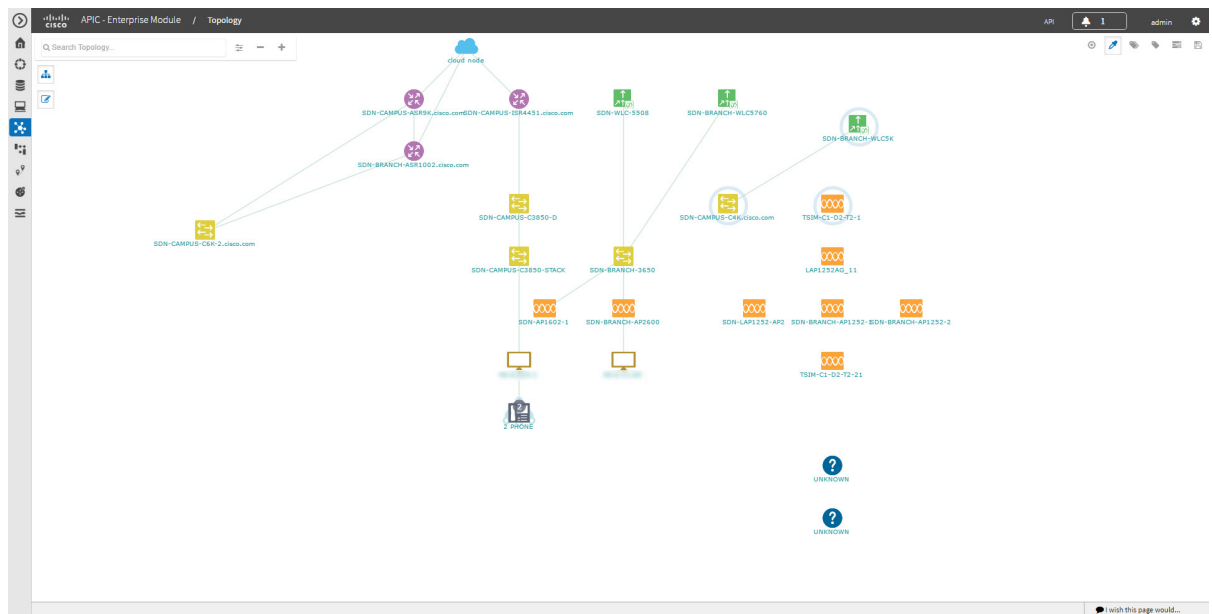 CISCO APIC - Enterprise Module / Topology API 1 admin
Search Topology...
cloud node
SDN-CAMPUS-ASR9K.cisco.com SDN-CAMPUS-ISR4451.cisco.com SDN-WLC-5508 SDN-BRANCH-WLC5760
SDN-BRANCH-WLC5K
SDN-BRANCH-ASR1002.cisco.com
SDN-CAMPUS-C3850-D SDN-CAMPUS-C4K.cisco.com TSIM-C1-D2-T2-1
SDN-CAMPUS-C6K-2.cisco.com
SDN-CAMPUS-C3850-STACK SDN-BRANCH-3650 LAP1252AG_11
SDN-AP1602-1 SDN-BRANCH-AP2600 SDN-LAP1252-AP2 SDN-BRANCH-AP1252-1 SDN-BRANCH-AP1252-2
TSIM-C1-D2-T2-21
2
2 PHONE
?
UNKNOWN
?
UNKNOWN
I wish this page would...